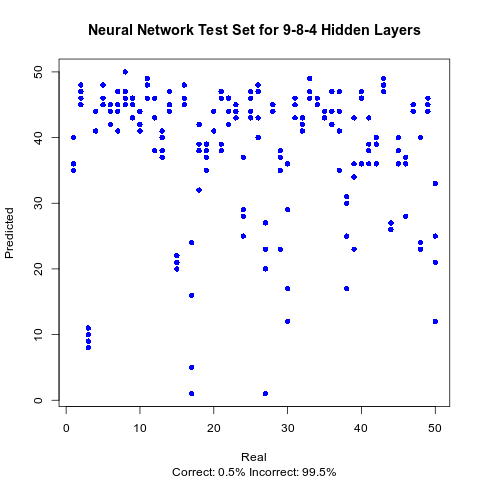 Neural Network Test Set for 9-8-4 Hidden Layers
Predicted
50
40
30
20
10
0
0 10 20 30 40 50
Real
Correct: 0.5% Incorrect: 99.5%